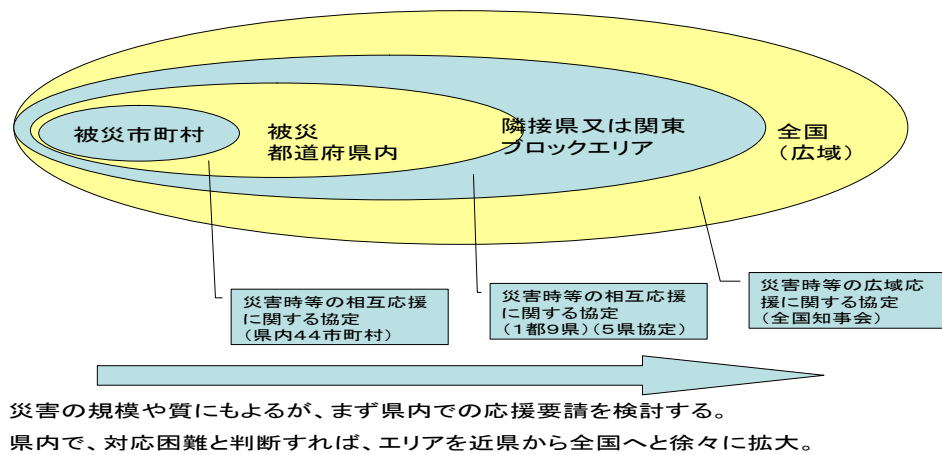 被災市町村
被災
都道府県内
隣接県又は関東
ブロックエリア
全国
(広域)
災害時等の相互応援
に関する協定
(県内44市町村)
災害時等の相互応援
に関する協定
(1都9県)(5県協定)
災害時等の広域応
援に関する協定
(全国知事会)
災害の規模や質にもよるが、まず県内での応援要請を検討する。
県内で、対応困難と判断すれば、エリアを近県から全国へと徐々に拡大。